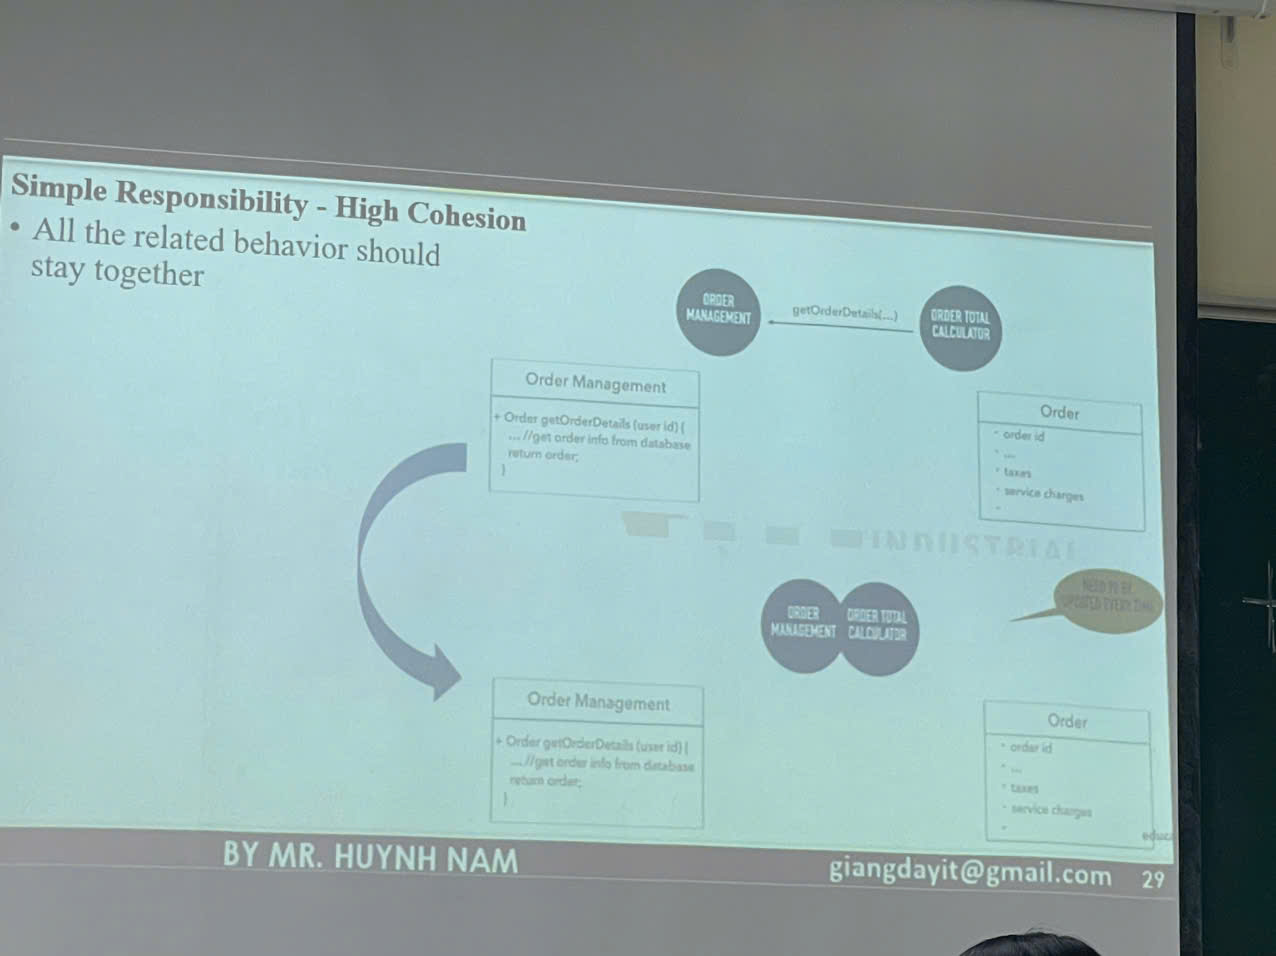 Simple Responsibility - High Cohesion
• All the related behavior should
stay together
ORDER
MANAGEMENT
getOrderDetails(...)
ORDER TOTAL
CALCULATOR
Order Management
+ Order getOrderDetails (user id) {
... //get order info from database
return order;
}
Order
- order id
- ...
- taxes
- service charges
-
INDUSTRIAL
NEED TO BE
UPDATED EVERY TIME
ORDER
MANAGEMENT
ORDER TOTAL
CALCULATOR
Order Management
+ Order getOrderDetails (user id) {
... //get order info from database
return order;
}
Order
- order id
- ...
- taxes
- service charges
-
educa
BY MR. HUYNH NAM
giangdayit@gmail.com
29